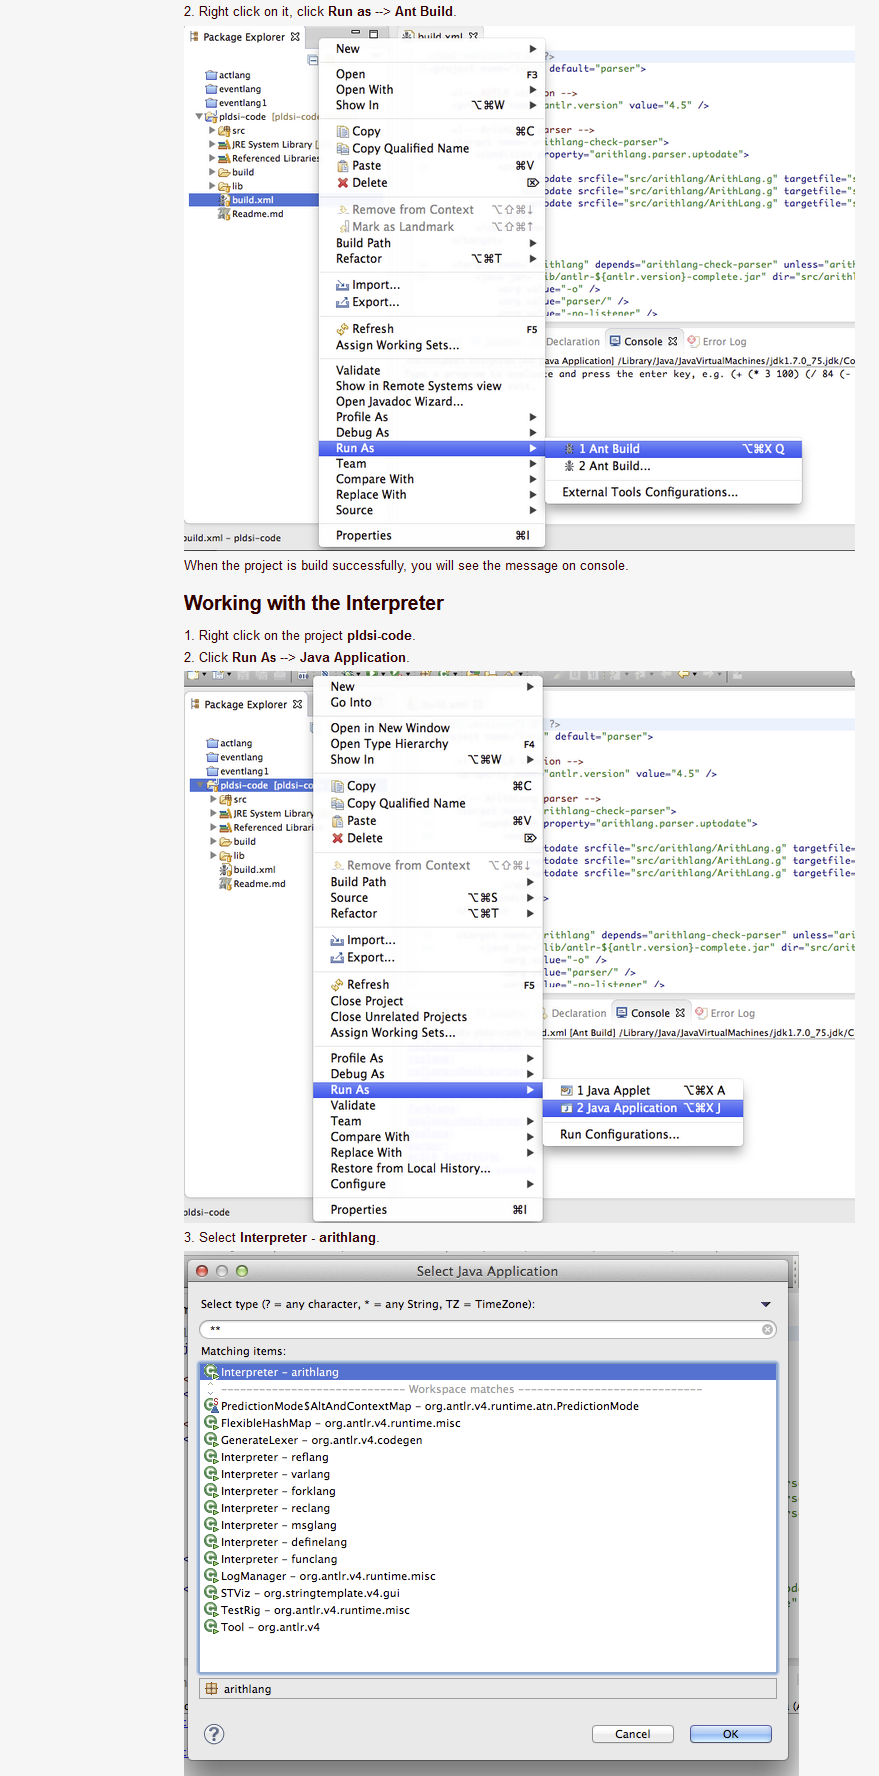 2. Right click on it, click Run as --> Ant Build.
Package Explorer
build.xml
New
?>
actlang
Open F3
default="parser">
eventlang
Open With
on -->
eventlang1
Show In ⌥⌘W
antlr.version" value="4.5" />
pldsi-code [pldsi-cod
src
Copy ⌘C
arser -->
JRE System Library [
Copy Qualified Name
ithlang-check-parser">
Referenced Libraries
Paste ⌘V
roperty="arithlang.parser.uptodate">
build
Delete
odate srcfile="src/arithlang/ArithLang.g" targetfile="s
lib
odate srcfile="src/arithlang/ArithLang.g" targetfile="s
build.xml
odate srcfile="src/arithlang/ArithLang.g" targetfile="s
Readme.md
Remove from Context ⌥⇧⌘↓
Mark as Landmark ⌥⇧⌘↑
Build Path
Refactor ⌥⌘T
ithlang" depends="arithlang-check-parser" unless="arith
ib/antlr-${antlr.version}-complete.jar" dir="src/arithl
Import...
ue="-o" />
Export...
ue="parser/" />
ue="-no-listener" />
Refresh F5
Assign Working Sets...
Declaration Console Error Log
ava Application] /Library/Java/JavaVirtualMachines/jdk1.7.0_75.jdk/Co
Validate
e and press the enter key, e.g. (+ (* 3 100) (/ 84 (-
Show in Remote Systems view
Open Javadoc Wizard...
Profile As
Debug As
Run As
1 Ant Build ⌥⌘X Q
Team
2 Ant Build...
Compare With
Replace With
External Tools Configurations...
Source
Properties ⌘I
build.xml - pldsi-code
When the project is build successfully, you will see the message on console.
Working with the Interpreter
1. Right click on the project pldsi-code.
2. Click Run As --> Java Application.
New
Package Explorer
Go Into
?>
Open in New Window
" default="parser">
actlang
Open Type Hierarchy F4
eventlang
Show In ⌥⌘W
ion -->
eventlang1
"antlr.version" value="4.5" />
pldsi-code [pldsi-co
Copy ⌘C
src
Copy Qualified Name
parser -->
JRE System Library
Paste ⌘V
ithlang-check-parser">
Referenced Librari
property="arithlang.parser.uptodate">
build
Delete
todate srcfile="src/arithlang/ArithLang.g" targetfile=
lib
todate srcfile="src/arithlang/ArithLang.g" targetfile=
build.xml
Remove from Context ⌥⇧⌘↓
todate srcfile="src/arithlang/ArithLang.g" targetfile=
Readme.md
Build Path
Source ⌥⌘S
>
Refactor ⌥⌘T
rithlang" depends="arithlang-check-parser" unless="ari
Import...
lib/antlr-${antlr.version}-complete.jar" dir="src/arit
Export...
lue="-o" />
lue="parser/" />
Refresh F5
lue="-no-listener" />
Close Project
Close Unrelated Projects
Declaration Console Error Log
Assign Working Sets...
d.xml [Ant Build] /Library/Java/JavaVirtualMachines/jdk1.7.0_75.jdk/C
Profile As
Debug As
Run As
1 Java Applet ⌥⌘X A
Validate
2 Java Application ⌥⌘X J
Team
Compare With
Run Configurations...
Replace With
Restore from Local History...
Configure
Properties ⌘I
pldsi-code
3. Select Interpreter - arithlang.
Select Java Application
Select type (? = any character, * = any String, TZ = TimeZone):
**
Matching items:
Interpreter - arithlang
Workspace matches
PredictionMode$AltAndContextMap - org.antlr.v4.runtime.atn.PredictionMode
FlexibleHashMap - org.antlr.v4.runtime.misc
GenerateLexer - org.antlr.v4.codegen
Interpreter - reflang
Interpreter - varlang
Interpreter - forklang
Interpreter - reclang
Interpreter - msglang
Interpreter - definelang
Interpreter - funclang
LogManager - org.antlr.v4.runtime.misc
STViz - org.stringtemplate.v4.gui
TestRig - org.antlr.v4.runtime.misc
Tool - org.antlr.v4
arithlang
?
Cancel OK